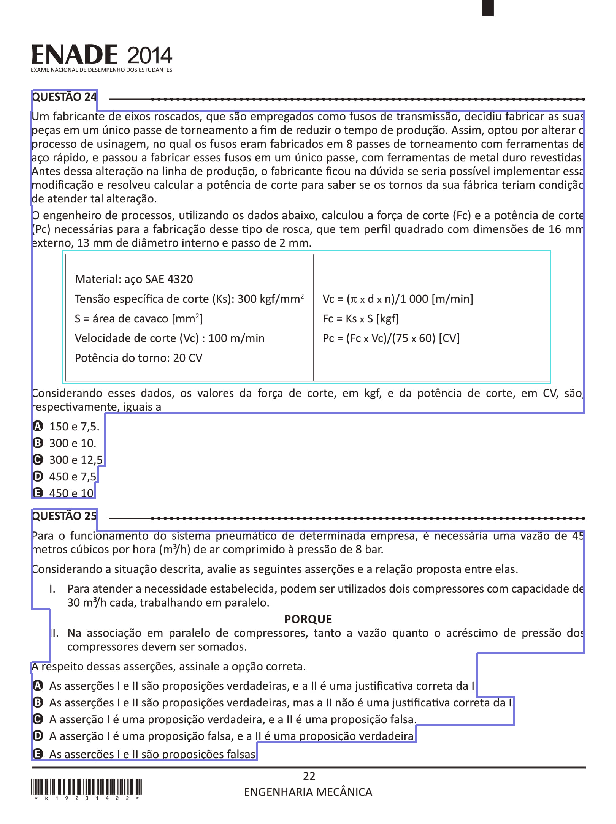 ENADE 2014
EXAME NACIONAL DE DESEMPENHO DOS ESTUDANTES
QUESTÃO 24
Um fabricante de eixos roscados, que são empregados como fusos de transmissão, decidiu fabricar as suas
peças em um único passe de torneamento a fim de reduzir o tempo de produção. Assim, optou por alterar o
processo de usinagem, no qual os fusos eram fabricados em 8 passes de torneamento com ferramentas de
aço rápido, e passou a fabricar esses fusos em um único passe, com ferramentas de metal duro revestidas.
Antes dessa alteração na linha de produção, o fabricante ficou na dúvida se seria possível implementar essa
modificação e resolveu calcular a potência de corte para saber se os tornos da sua fábrica teriam condição
de atender tal alteração.
O engenheiro de processos, utilizando os dados abaixo, calculou a força de corte (Fc) e a potência de corte
(Pc) necessárias para a fabricação desse tipo de rosca, que tem perfil quadrado com dimensões de 16 mm
externo, 13 mm de diâmetro interno e passo de 2 mm.
Material: aço SAE 4320
Tensão específica de corte (Ks): 300 kgf/mm²
S = área de cavaco [mm²]
Velocidade de corte (Vc) : 100 m/min
Potência do torno: 20 CV
Vc = (π x d x n)/1 000 [m/min]
Fc = Ks x S [kgf]
Pc = (Fc x Vc)/(75 x 60) [CV]
Considerando esses dados, os valores da força de corte, em kgf, e da potência de corte, em CV, são,
respectivamente, iguais a
A 150 e 7,5.
B 300 e 10.
C 300 e 12,5
D 450 e 7,5
E 450 e 10
QUESTÃO 25
Para o funcionamento do sistema pneumático de determinada empresa, é necessária uma vazão de 45
metros cúbicos por hora (m³/h) de ar comprimido à pressão de 8 bar.
Considerando a situação descrita, avalie as seguintes asserções e a relação proposta entre elas.
I. Para atender a necessidade estabelecida, podem ser utilizados dois compressores com capacidade de
30 m³/h cada, trabalhando em paralelo.
PORQUE
I. Na associação em paralelo de compressores, tanto a vazão quanto o acréscimo de pressão dos
compressores devem ser somados.
A respeito dessas asserções, assinale a opção correta.
A As asserções I e II são proposições verdadeiras, e a II é uma justificativa correta da I
B As asserções I e II são proposições verdadeiras, mas a II não é uma justificativa correta da I
C A asserção I é uma proposição verdadeira, e a II é uma proposição falsa.
D A asserção I é uma proposição falsa, e a II é uma proposição verdadeira
E As asserções I e II são proposições falsas
22
ENGENHARIA MECÂNICA